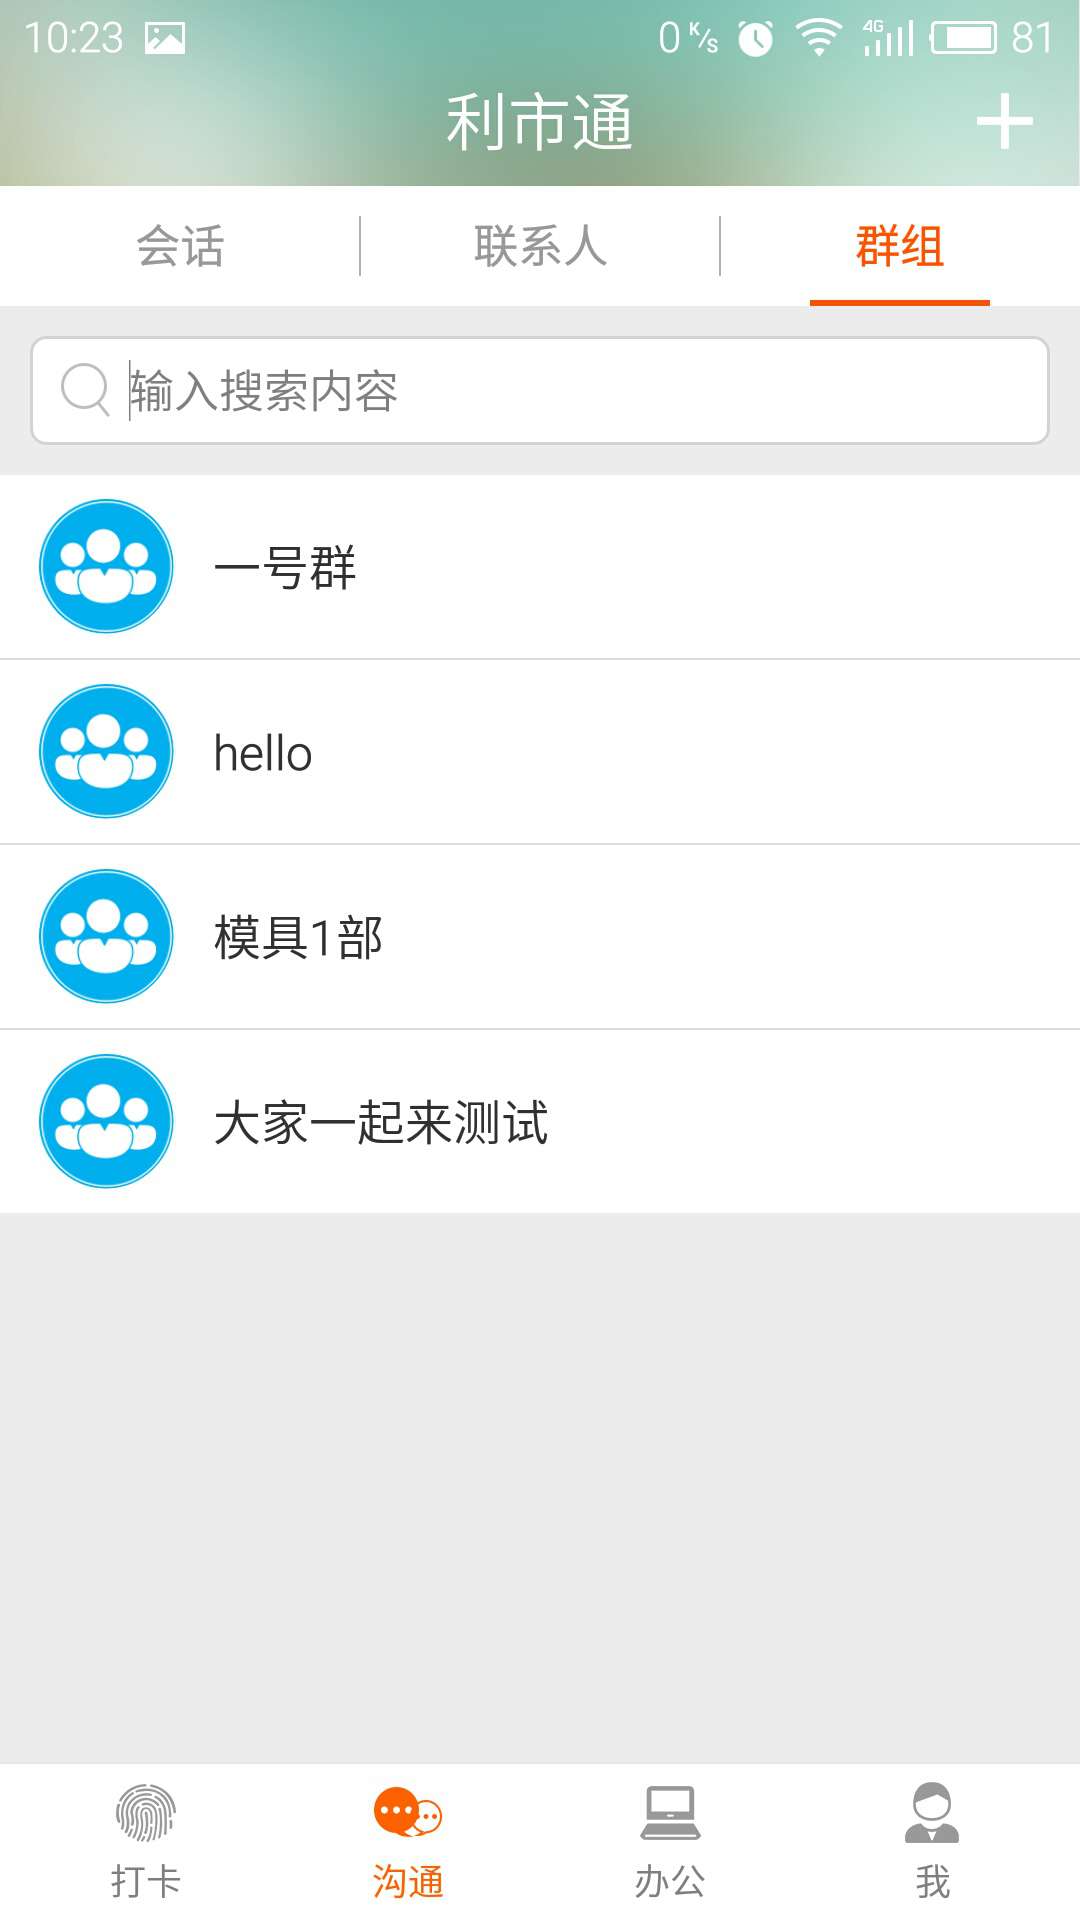 10:23 0 K/s 4G 81
利市通
会话 联系人 群组
输入搜索内容
一号群
hello
模具1部
大家一起来测试
打卡 沟通 办公 我